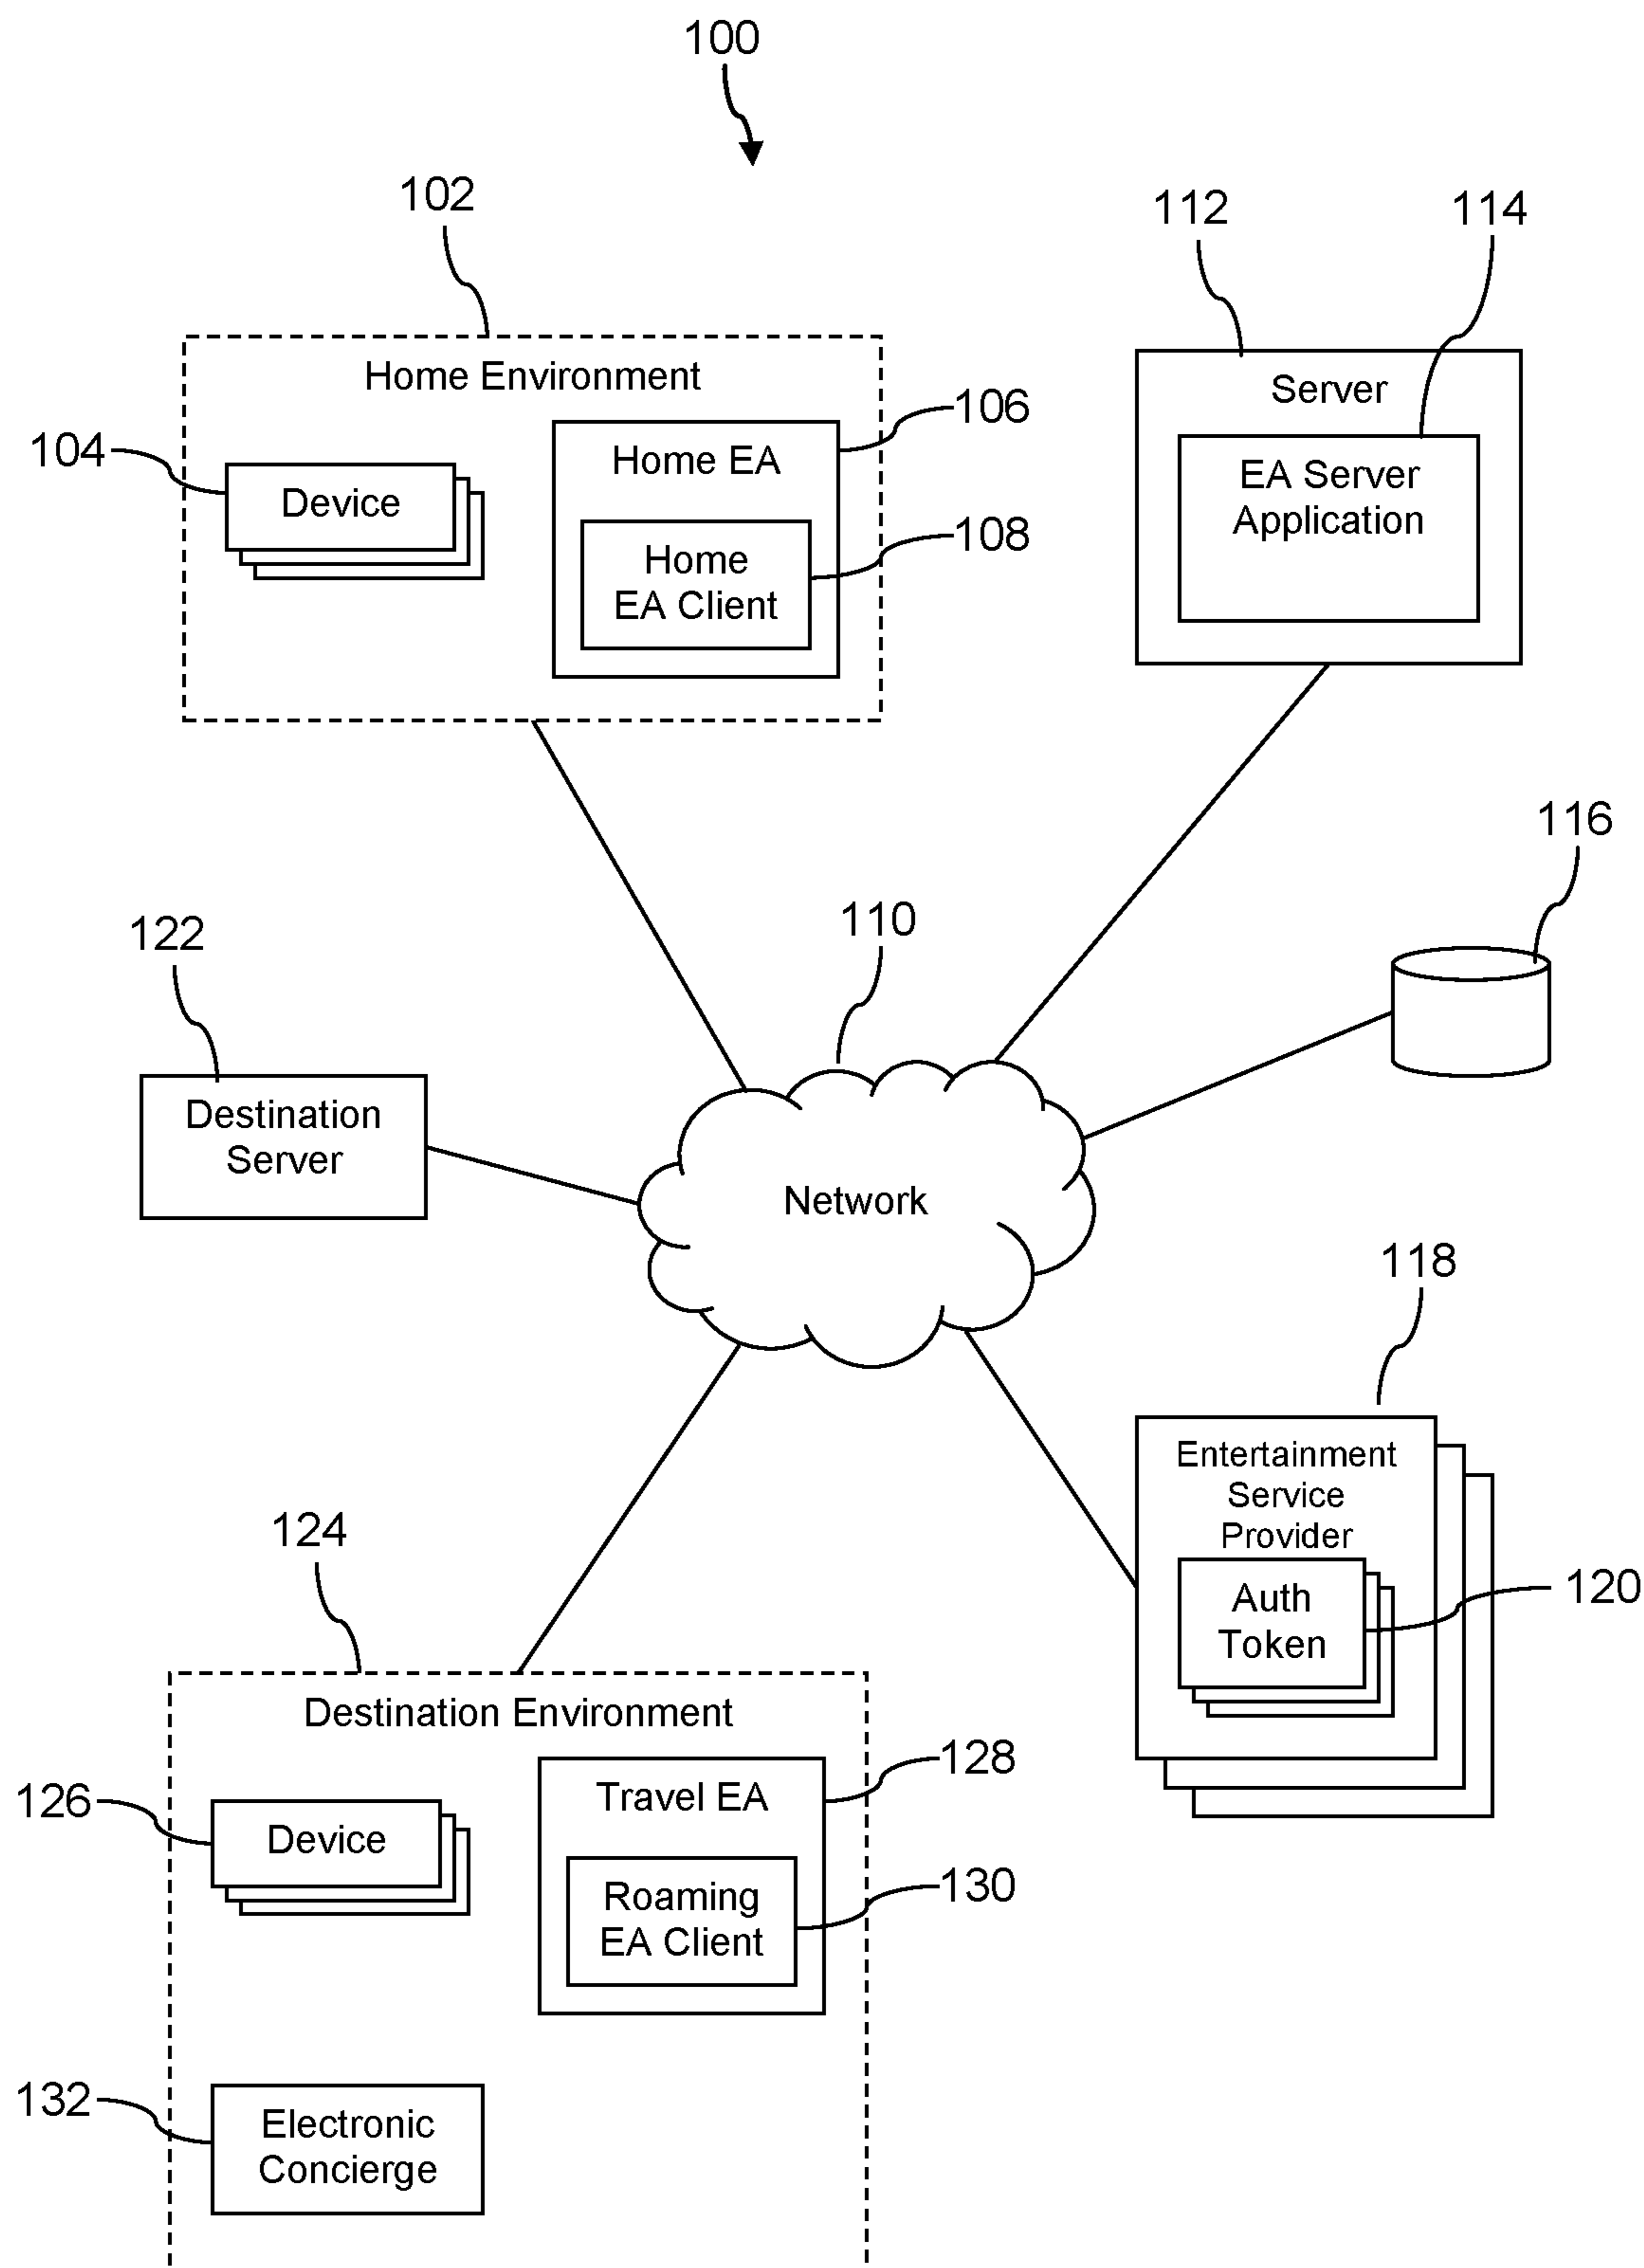 100
102
112
114
Home Environment
Server
106
Home EA
104
Device
EA Server
Application
108
Home
EA Client
116
110
122
Destination
Server
Network
118
Entertainment
Service
Provider
124
120
Auth
Token
Destination Environment
128
Travel EA
126
Device
130
Roaming
EA Client
132
Electronic
Concierge